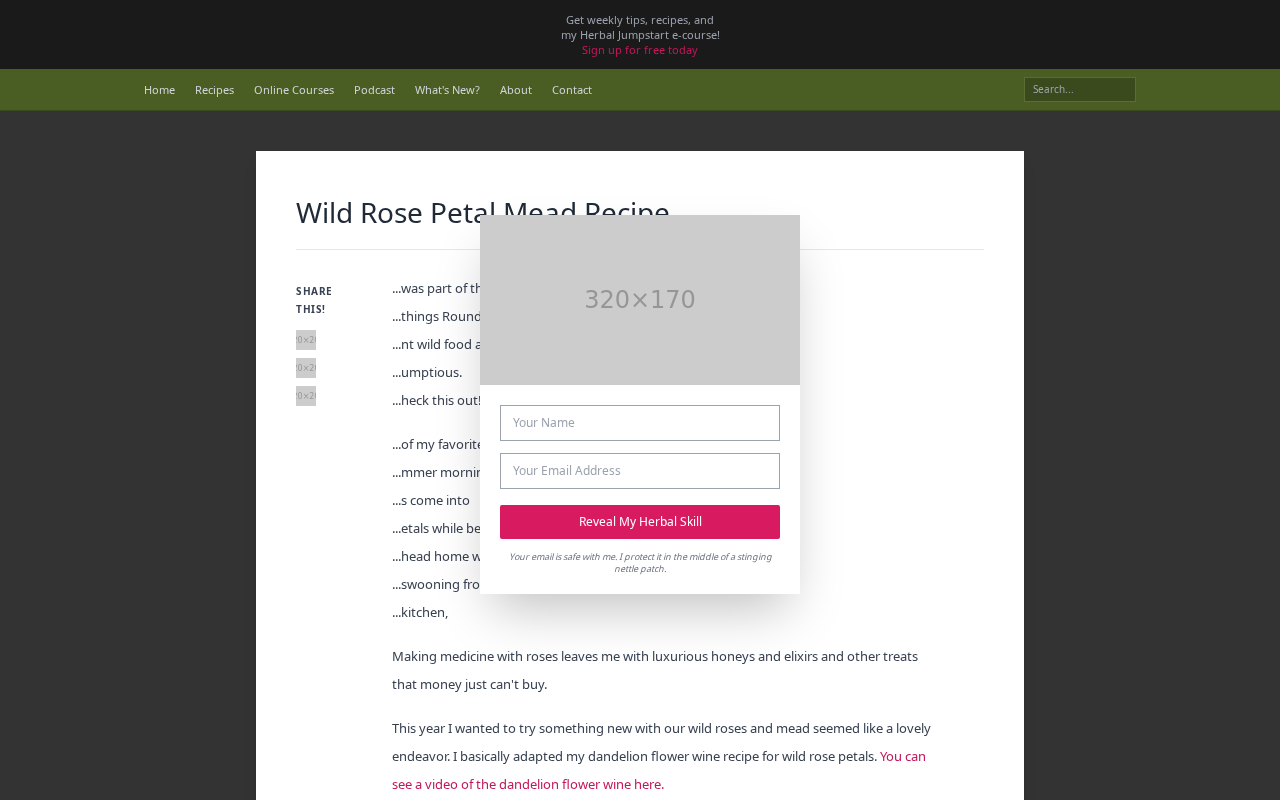 Get weekly tips, recipes, and
my Herbal Jumpstart e-course!
Sign up for free today
Home Recipes Online Courses Podcast What's New? About Contact
Search...
Wild Rose Petal Mead Recipe
SHARE
THIS!
...was part of th
...things Round
...nt wild food a
...umptious.
...heck this out!
...of my favorite
...mmer mornin
...s come into
...etals while be
...head home w
...swooning fro
...kitchen,
320×170
Your Name
Your Email Address
Reveal My Herbal Skill
Your email is safe with me. I protect it in the middle of a stinging
nettle patch.
Making medicine with roses leaves me with luxurious honeys and elixirs and other treats
that money just can't buy.
This year I wanted to try something new with our wild roses and mead seemed like a lovely
endeavor. I basically adapted my dandelion flower wine recipe for wild rose petals. You can
see a video of the dandelion flower wine here.